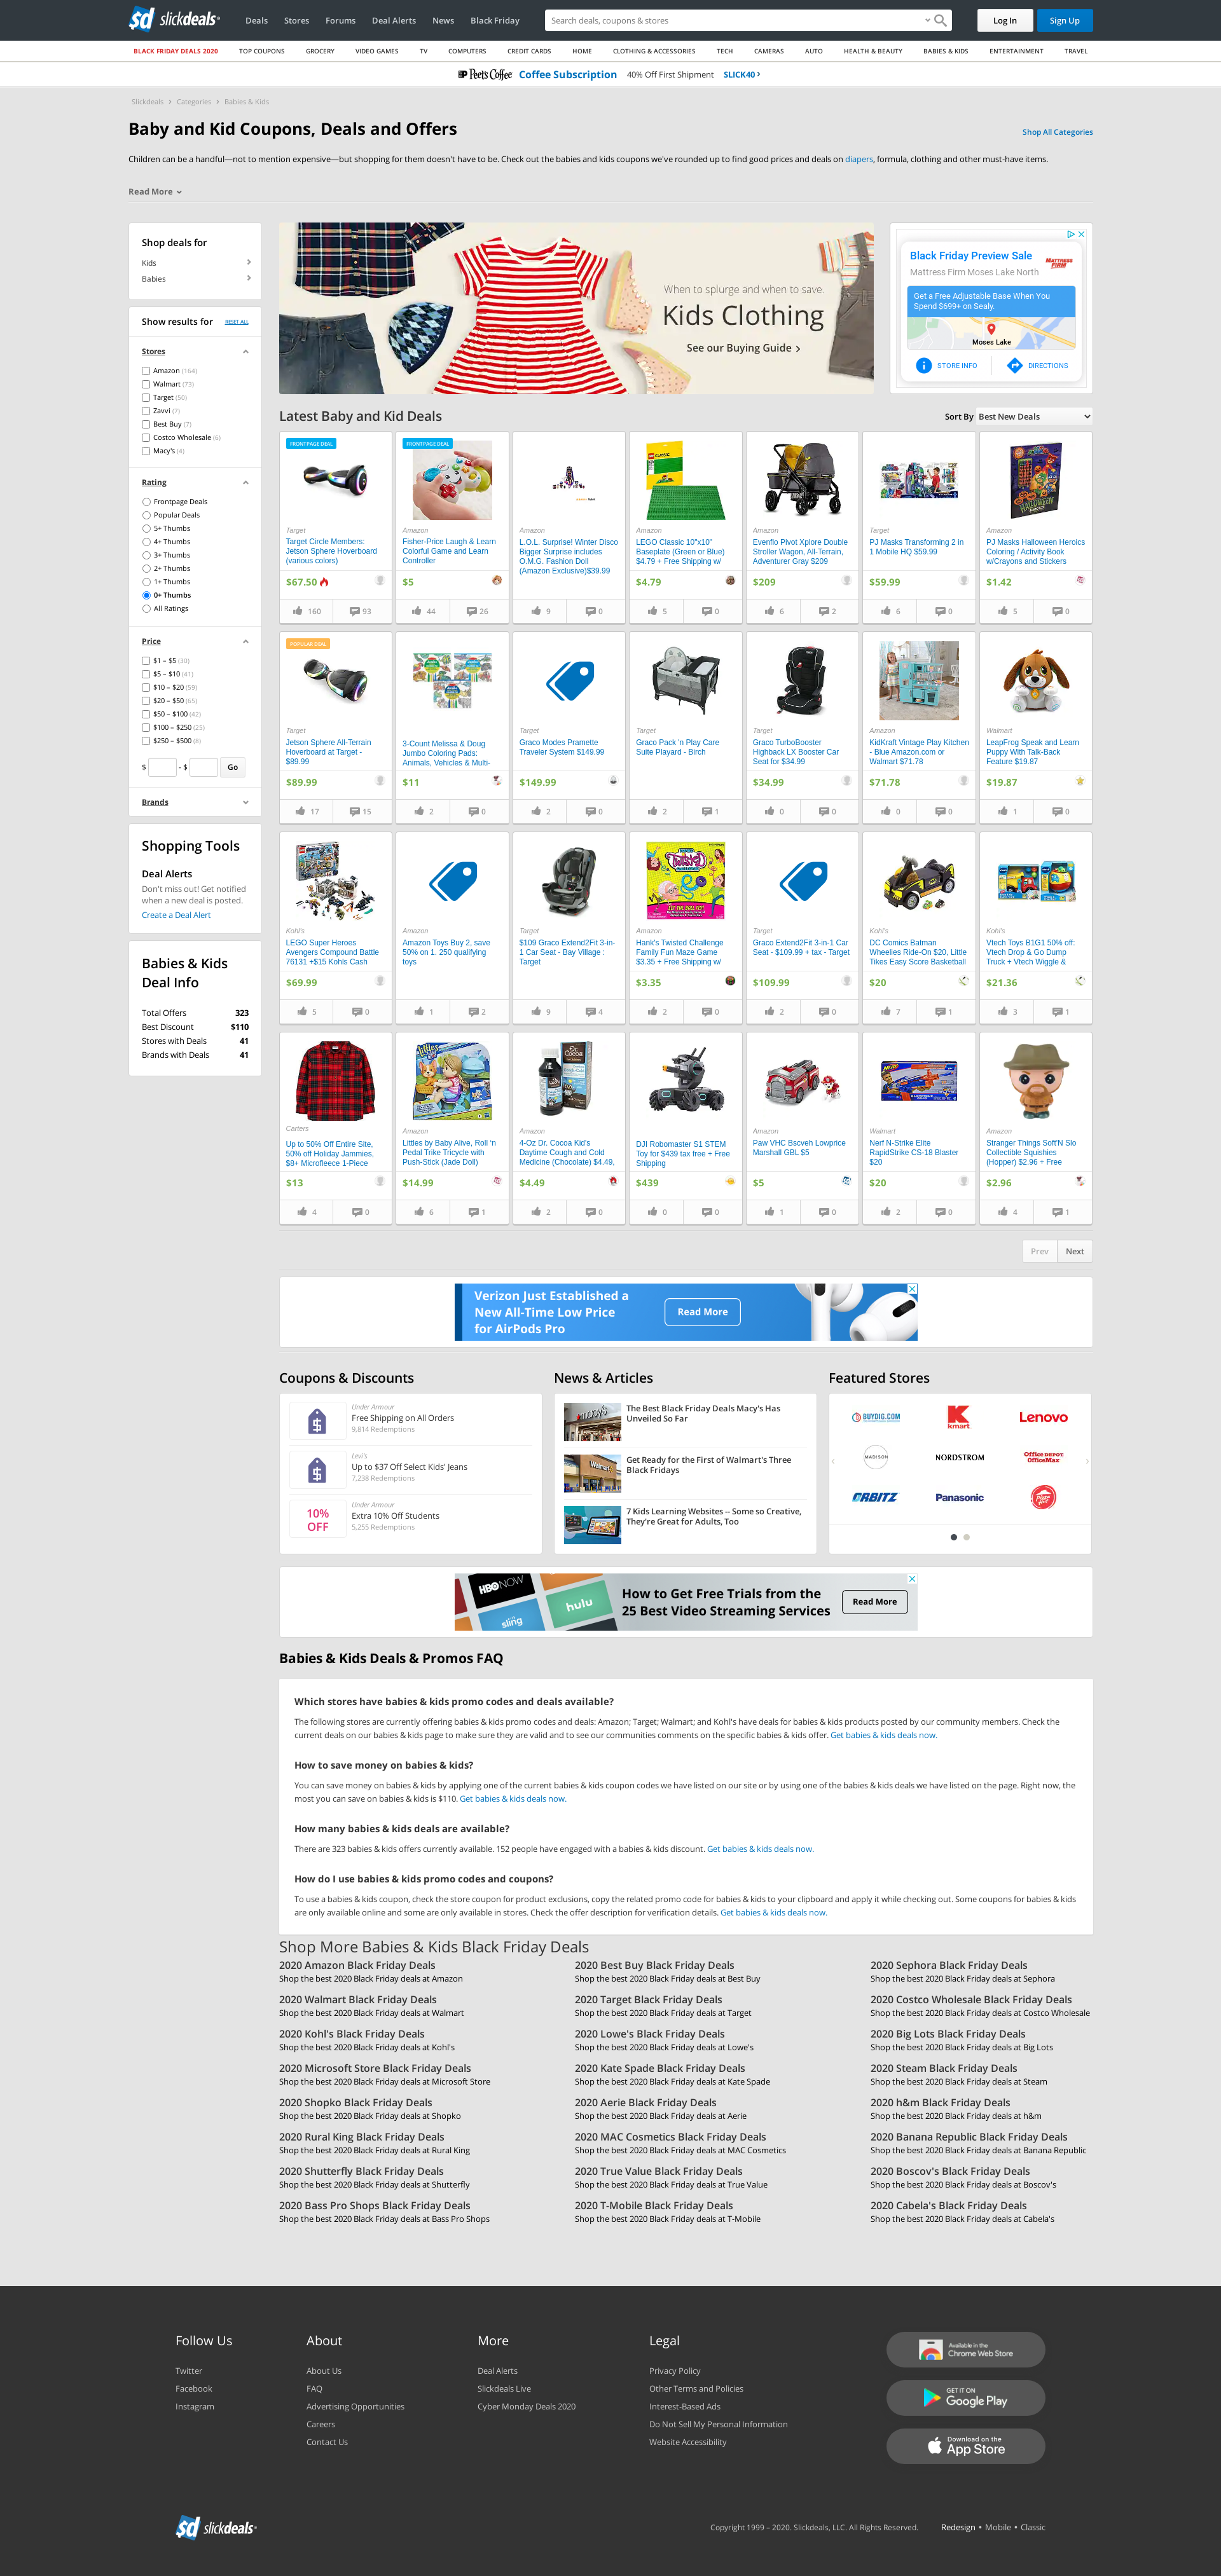 slickdeals
Deals Stores Forums Deal Alerts News Black Friday
Search deals, coupons & stores
Log In
Sign Up
BLACK FRIDAY DEALS 2020 TOP COUPONS GROCERY VIDEO GAMES TV COMPUTERS CREDIT CARDS HOME CLOTHING & ACCESSORIES TECH CAMERAS AUTO HEALTH & BEAUTY BABIES & KIDS ENTERTAINMENT TRAVEL
Peet's Coffee Coffee Subscription 40% Off First Shipment SLICK40
Slickdeals Categories Babies & Kids
Baby and Kid Coupons, Deals and Offers
Shop All Categories
Children can be a handful—not to mention expensive—but shopping for them doesn't have to be. Check out the babies and kids coupons we've rounded up to find good prices and deals on diapers, formula, clothing and other must-have items.
Read More
Shop deals for
Kids
Babies
Show results for RESET ALL
Stores
Amazon (164)
Walmart (73)
Target (50)
Zavvi (7)
Best Buy (7)
Costco Wholesale (6)
Macy's (4)
Rating
Frontpage Deals
Popular Deals
5+ Thumbs
4+ Thumbs
3+ Thumbs
2+ Thumbs
1+ Thumbs
0+ Thumbs
All Ratings
Price
$1 – $5 (30)
$5 – $10 (41)
$10 – $20 (59)
$20 – $50 (65)
$50 – $100 (42)
$100 – $250 (25)
$250 – $500 (8)
$ - $ Go
Brands
Shopping Tools
Deal Alerts
Don't miss out! Get notified
when a new deal is posted.
Create a Deal Alert
Babies & Kids
Deal Info
Total Offers 323
Best Discount $110
Stores with Deals 41
Brands with Deals 41
When to splurge and when to save.
Kids Clothing
See our Buying Guide
Black Friday Preview Sale
Mattress Firm Moses Lake North
MATTRESS FIRM
Get a Free Adjustable Base When You
Spend $699+ on Sealy.
Moses Lake
STORE INFO
DIRECTIONS
Latest Baby and Kid Deals
Sort By Best New Deals
FRONTPAGE DEAL
Target
Target Circle Members:
Jetson Sphere Hoverboard
(various colors)
$67.50
160 93
FRONTPAGE DEAL
Amazon
Fisher-Price Laugh & Learn
Colorful Game and Learn
Controller
$5
44 26
Amazon
L.O.L. Surprise! Winter Disco
Bigger Surprise includes
O.M.G. Fashion Doll
(Amazon Exclusive)$39.99
9 0
CLASSIC
Amazon
LEGO Classic 10"x10"
Baseplate (Green or Blue)
$4.79 + Free Shipping w/
$4.79
5 0
Amazon
Evenflo Pivot Xplore Double
Stroller Wagon, All-Terrain,
Adventurer Gray $209
$209
6 2
Target
PJ Masks Transforming 2 in
1 Mobile HQ $59.99
$59.99
6 0
HALLOWEEN
Amazon
PJ Masks Halloween Heroics
Coloring / Activity Book
w/Crayons and Stickers
$1.42
5 0
POPULAR DEAL
Target
Jetson Sphere All-Terrain
Hoverboard at Target -
$89.99
$89.99
17 15
3-Count Melissa & Doug
Jumbo Coloring Pads:
Animals, Vehicles & Multi-
$11
2 0
Target
Graco Modes Pramette
Traveler System $149.99
$149.99
2 0
Target
Graco Pack 'n Play Care
Suite Playard - Birch
2 1
Target
Graco TurboBooster
Highback LX Booster Car
Seat for $34.99
$34.99
0 0
Amazon
KidKraft Vintage Play Kitchen
- Blue Amazon.com or
Walmart $71.78
$71.78
0 0
Walmart
LeapFrog Speak and Learn
Puppy With Talk-Back
Feature $19.87
$19.87
1 0
Kohl's
LEGO Super Heroes
Avengers Compound Battle
76131 +$15 Kohls Cash
$69.99
5 0
Amazon
Amazon Toys Buy 2, save
50% on 1. 250 qualifying
toys
1 2
Target
$109 Graco Extend2Fit 3-in-
1 Car Seat - Bay Village :
Target
9 4
Twisted
Amazon
Hank's Twisted Challenge
Family Fun Maze Game
$3.35 + Free Shipping w/
$3.35
2 0
Target
Graco Extend2Fit 3-in-1 Car
Seat - $109.99 + tax - Target
$109.99
2 0
Kohl's
DC Comics Batman
Wheelies Ride-On $20, Little
Tikes Easy Score Basketball
$20
7 1
Kohl's
Vtech Toys B1G1 50% off:
Vtech Drop & Go Dump
Truck + Vtech Wiggle &
$21.36
3 1
Carters
Up to 50% Off Entire Site,
50% off Holiday Jammies,
$8+ Microfleece 1-Piece
$13
4 0
Littles
Amazon
Littles by Baby Alive, Roll 'n
Pedal Trike Tricycle with
Push-Stick (Jade Doll)
$14.99
6 1
Dr. COCOA
Amazon
4-Oz Dr. Cocoa Kid's
Daytime Cough and Cold
Medicine (Chocolate) $4.49,
$4.49
2 0
DJI Robomaster S1 STEM
Toy for $439 tax free + Free
Shipping
$439
0 0
Amazon
Paw VHC Bscveh Lowprice
Marshall GBL $5
$5
1 0
NERF
Walmart
Nerf N-Strike Elite
RapidStrike CS-18 Blaster
$20
$20
2 0
Amazon
Stranger Things Soft'N Slo
Collectible Squishies
(Hopper) $2.96 + Free
$2.96
4 1
Prev Next
Verizon Just Established a
New All-Time Low Price
for AirPods Pro
Read More
Coupons & Discounts
Under Armour
Free Shipping on All Orders
9,814 Redemptions
Levi's
Up to $37 Off Select Kids' Jeans
7,238 Redemptions
10%
OFF
Under Armour
Extra 10% Off Students
5,255 Redemptions
News & Articles
The Best Black Friday Deals Macy's Has
Unveiled So Far
Get Ready for the First of Walmart's Three
Black Fridays
7 Kids Learning Websites -- Some so Creative,
They're Great for Adults, Too
Featured Stores
BUYDIG.COM
kmart
Lenovo
MADISON
NORDSTROM
Office DEPOT
OfficeMax
ORBITZ
Panasonic
Pizza Hut
HBO NOW
hulu
sling
How to Get Free Trials from the
25 Best Video Streaming Services
Read More
Babies & Kids Deals & Promos FAQ
Which stores have babies & kids promo codes and deals available?
The following stores are currently offering babies & kids promo codes and deals: Amazon; Target; Walmart; and Kohl's have deals for babies & kids products posted by our community members. Check the
current deals on our babies & kids page to make sure they are valid and to see our communities comments on the specific babies & kids offer. Get babies & kids deals now.
How to save money on babies & kids?
You can save money on babies & kids by applying one of the current babies & kids coupon codes we have listed on our site or by using one of the babies & kids deals we have listed on the page. Right now, the
most you can save on babies & kids is $110. Get babies & kids deals now.
How many babies & kids deals are available?
There are 323 babies & kids offers currently available. 152 people have engaged with a babies & kids discount. Get babies & kids deals now.
How do I use babies & kids promo codes and coupons?
To use a babies & kids coupon, check the store coupon for product exclusions, copy the related promo code for babies & kids to your clipboard and apply it while checking out. Some coupons for babies & kids
are only available online and some are only available in stores. Check the offer description for verification details. Get babies & kids deals now.
Shop More Babies & Kids Black Friday Deals
2020 Amazon Black Friday Deals
Shop the best 2020 Black Friday deals at Amazon
2020 Best Buy Black Friday Deals
Shop the best 2020 Black Friday deals at Best Buy
2020 Sephora Black Friday Deals
Shop the best 2020 Black Friday deals at Sephora
2020 Walmart Black Friday Deals
Shop the best 2020 Black Friday deals at Walmart
2020 Target Black Friday Deals
Shop the best 2020 Black Friday deals at Target
2020 Costco Wholesale Black Friday Deals
Shop the best 2020 Black Friday deals at Costco Wholesale
2020 Kohl's Black Friday Deals
Shop the best 2020 Black Friday deals at Kohl's
2020 Lowe's Black Friday Deals
Shop the best 2020 Black Friday deals at Lowe's
2020 Big Lots Black Friday Deals
Shop the best 2020 Black Friday deals at Big Lots
2020 Microsoft Store Black Friday Deals
Shop the best 2020 Black Friday deals at Microsoft Store
2020 Kate Spade Black Friday Deals
Shop the best 2020 Black Friday deals at Kate Spade
2020 Steam Black Friday Deals
Shop the best 2020 Black Friday deals at Steam
2020 Shopko Black Friday Deals
Shop the best 2020 Black Friday deals at Shopko
2020 Aerie Black Friday Deals
Shop the best 2020 Black Friday deals at Aerie
2020 h&m Black Friday Deals
Shop the best 2020 Black Friday deals at h&m
2020 Rural King Black Friday Deals
Shop the best 2020 Black Friday deals at Rural King
2020 MAC Cosmetics Black Friday Deals
Shop the best 2020 Black Friday deals at MAC Cosmetics
2020 Banana Republic Black Friday Deals
Shop the best 2020 Black Friday deals at Banana Republic
2020 Shutterfly Black Friday Deals
Shop the best 2020 Black Friday deals at Shutterfly
2020 True Value Black Friday Deals
Shop the best 2020 Black Friday deals at True Value
2020 Boscov's Black Friday Deals
Shop the best 2020 Black Friday deals at Boscov's
2020 Bass Pro Shops Black Friday Deals
Shop the best 2020 Black Friday deals at Bass Pro Shops
2020 T-Mobile Black Friday Deals
Shop the best 2020 Black Friday deals at T-Mobile
2020 Cabela's Black Friday Deals
Shop the best 2020 Black Friday deals at Cabela's
Follow Us
Twitter
Facebook
Instagram
About
About Us
FAQ
Advertising Opportunities
Careers
Contact Us
More
Deal Alerts
Slickdeals Live
Cyber Monday Deals 2020
Legal
Privacy Policy
Other Terms and Policies
Interest-Based Ads
Do Not Sell My Personal Information
Website Accessibility
Available in the
Chrome Web Store
GET IT ON
Google Play
Download on the
App Store
slickdeals
Copyright 1999 – 2020. Slickdeals, LLC. All Rights Reserved.
Redesign • Mobile • Classic